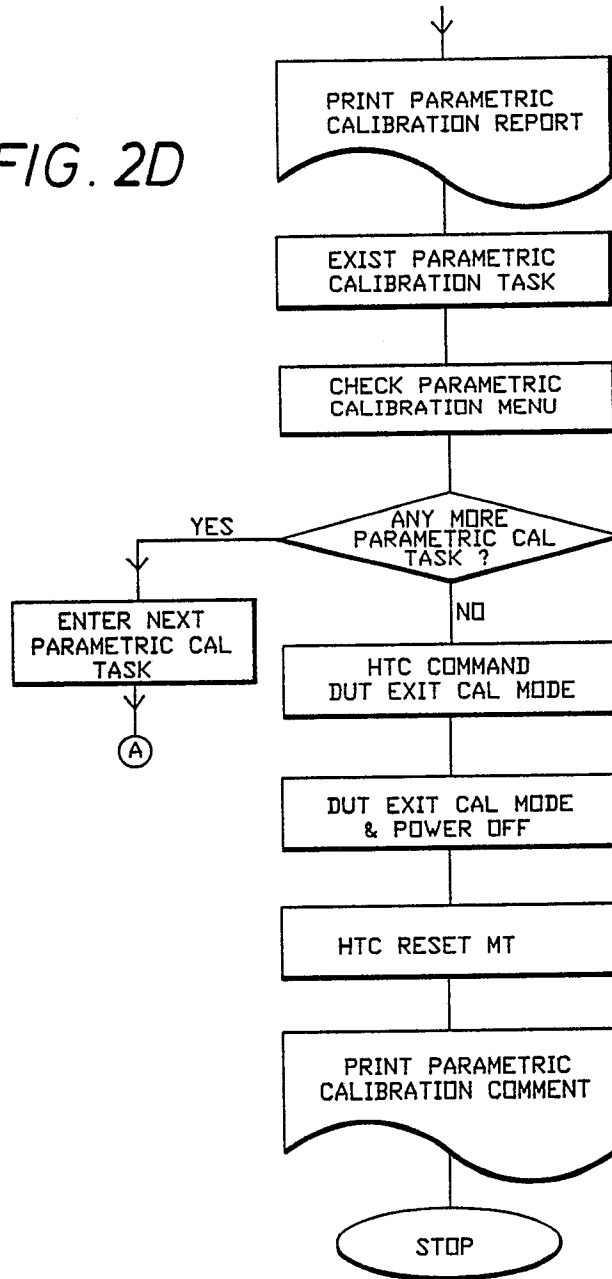 FIG. 2D
PRINT PARAMETRIC
CALIBRATION REPORT
EXIST PARAMETRIC
CALIBRATION TASK
CHECK PARAMETRIC
CALIBRATION MENU
ANY MORE
PARAMETRIC CAL
TASK ?
YES
NO
ENTER NEXT
PARAMETRIC CAL
TASK
A
HTC COMMAND
DUT EXIT CAL MODE
DUT EXIT CAL MODE
& POWER OFF
HTC RESET MT
PRINT PARAMETRIC
CALIBRATION COMMENT
STOP